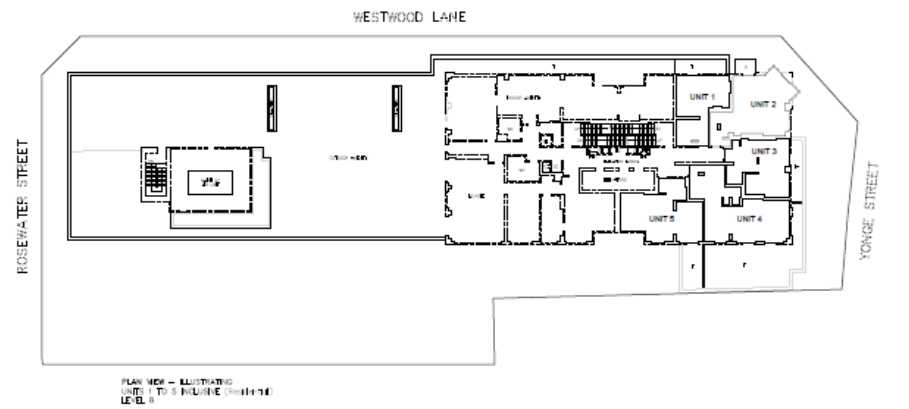 WESTWOOD LANE
ROSEWATER STREET
YONGE STREET
UNIT 1
UNIT 2
UNIT 3
UNIT 4
UNIT 5
PLAN VIEW – ILLUSTRATING
UNITS 1 TO 5 INCLUSIVE (Residential)
LEVEL